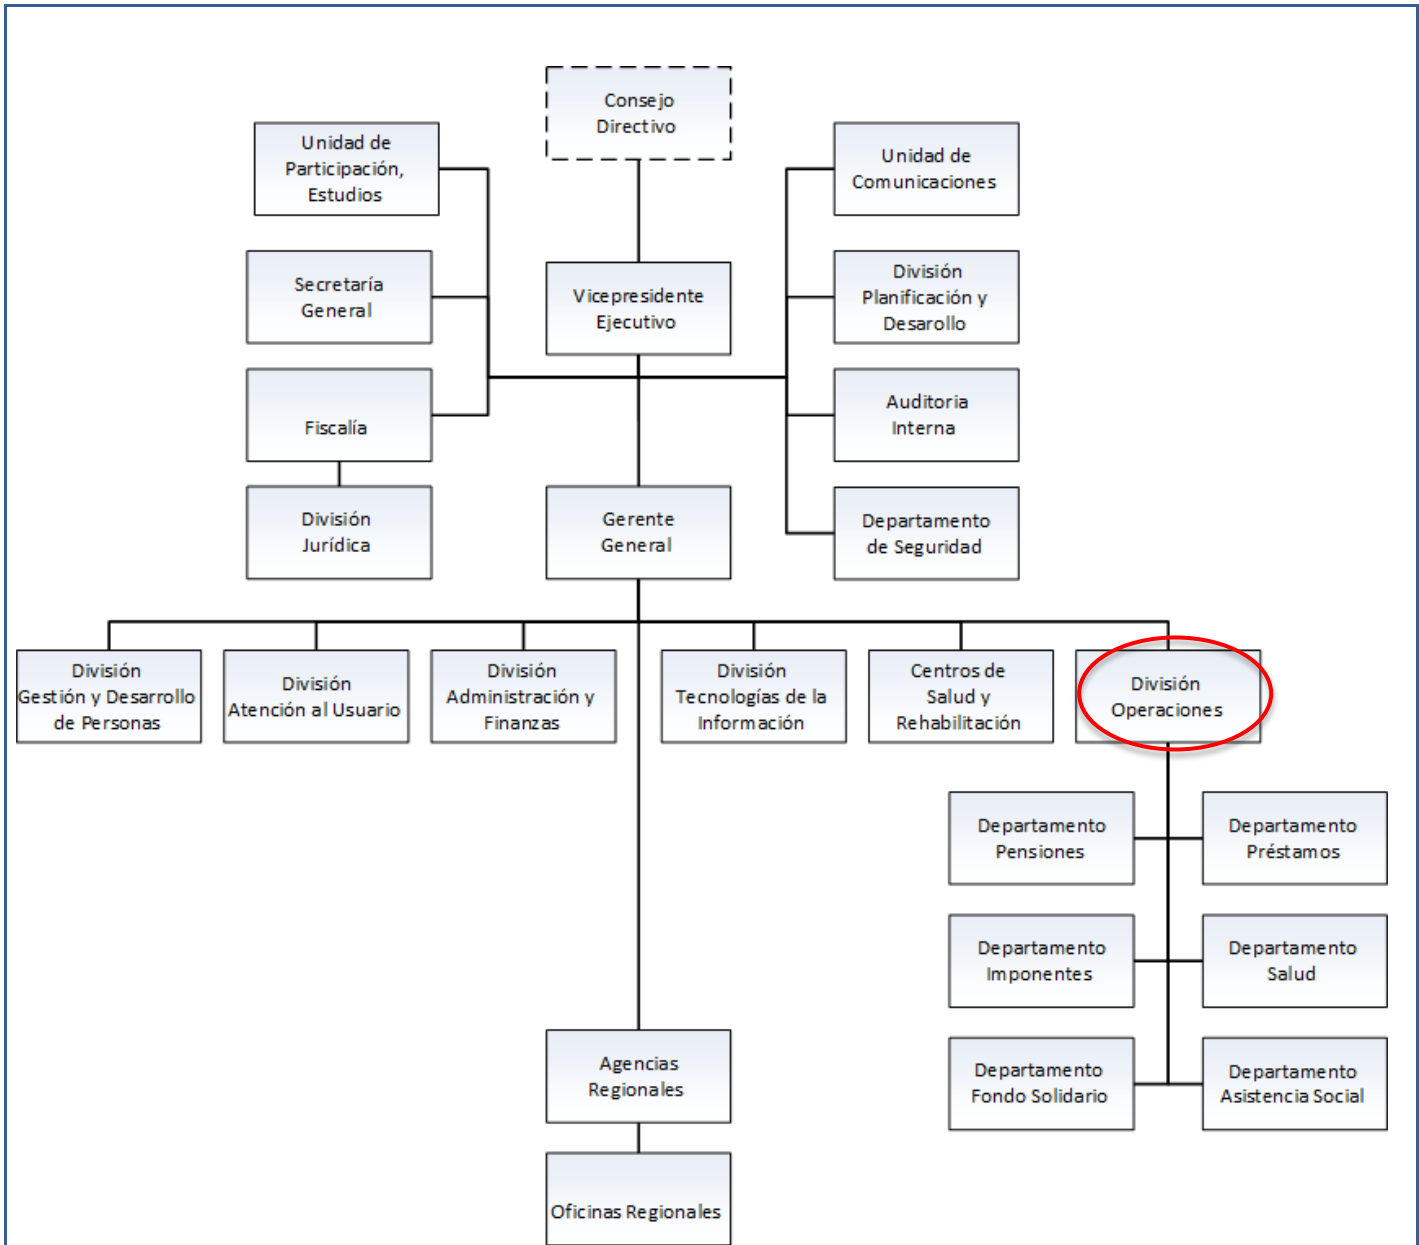 Consejo
Directivo
Unidad de
Participación,
Estudios
Unidad de
Comunicaciones
Secretaría
General
Vicepresidente
Ejecutivo
División
Planificación y
Desarollo
Fiscalía
Auditoria
Interna
División
Jurídica
Gerente
General
Departamento
de Seguridad
División
Gestión y Desarrollo
de Personas
División
Atención al Usuario
División
Administración y
Finanzas
División
Tecnologías de la
Información
Centros de
Salud y
Rehabilitación
División
Operaciones
Departamento
Pensiones
Departamento
Préstamos
Departamento
Imponentes
Departamento
Salud
Departamento
Fondo Solidario
Departamento
Asistencia Social
Agencias
Regionales
Oficinas Regionales